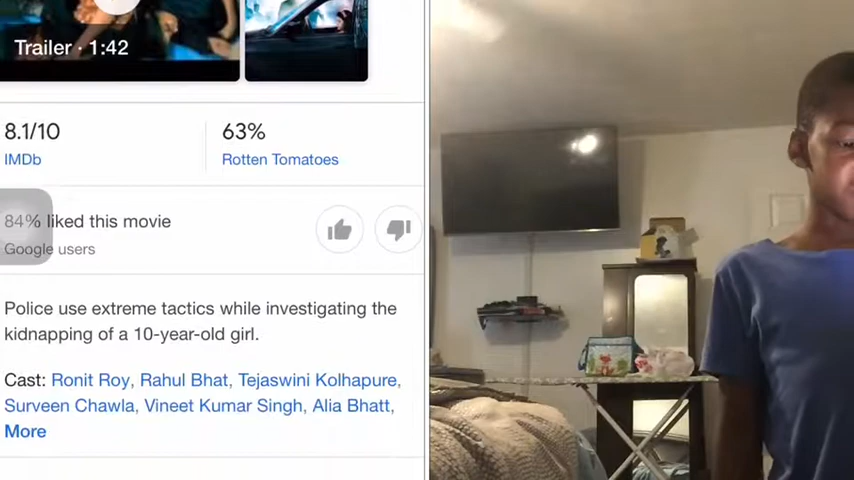 Trailer · 1:42
8.1/10
63%
IMDb
Rotten Tomatoes
84% liked this movie
Google users
Police use extreme tactics while investigating the
kidnapping of a 10-year-old girl.
Cast: Ronit Roy, Rahul Bhat, Tejaswini Kolhapure,
Surveen Chawla, Vineet Kumar Singh, Alia Bhatt,
More